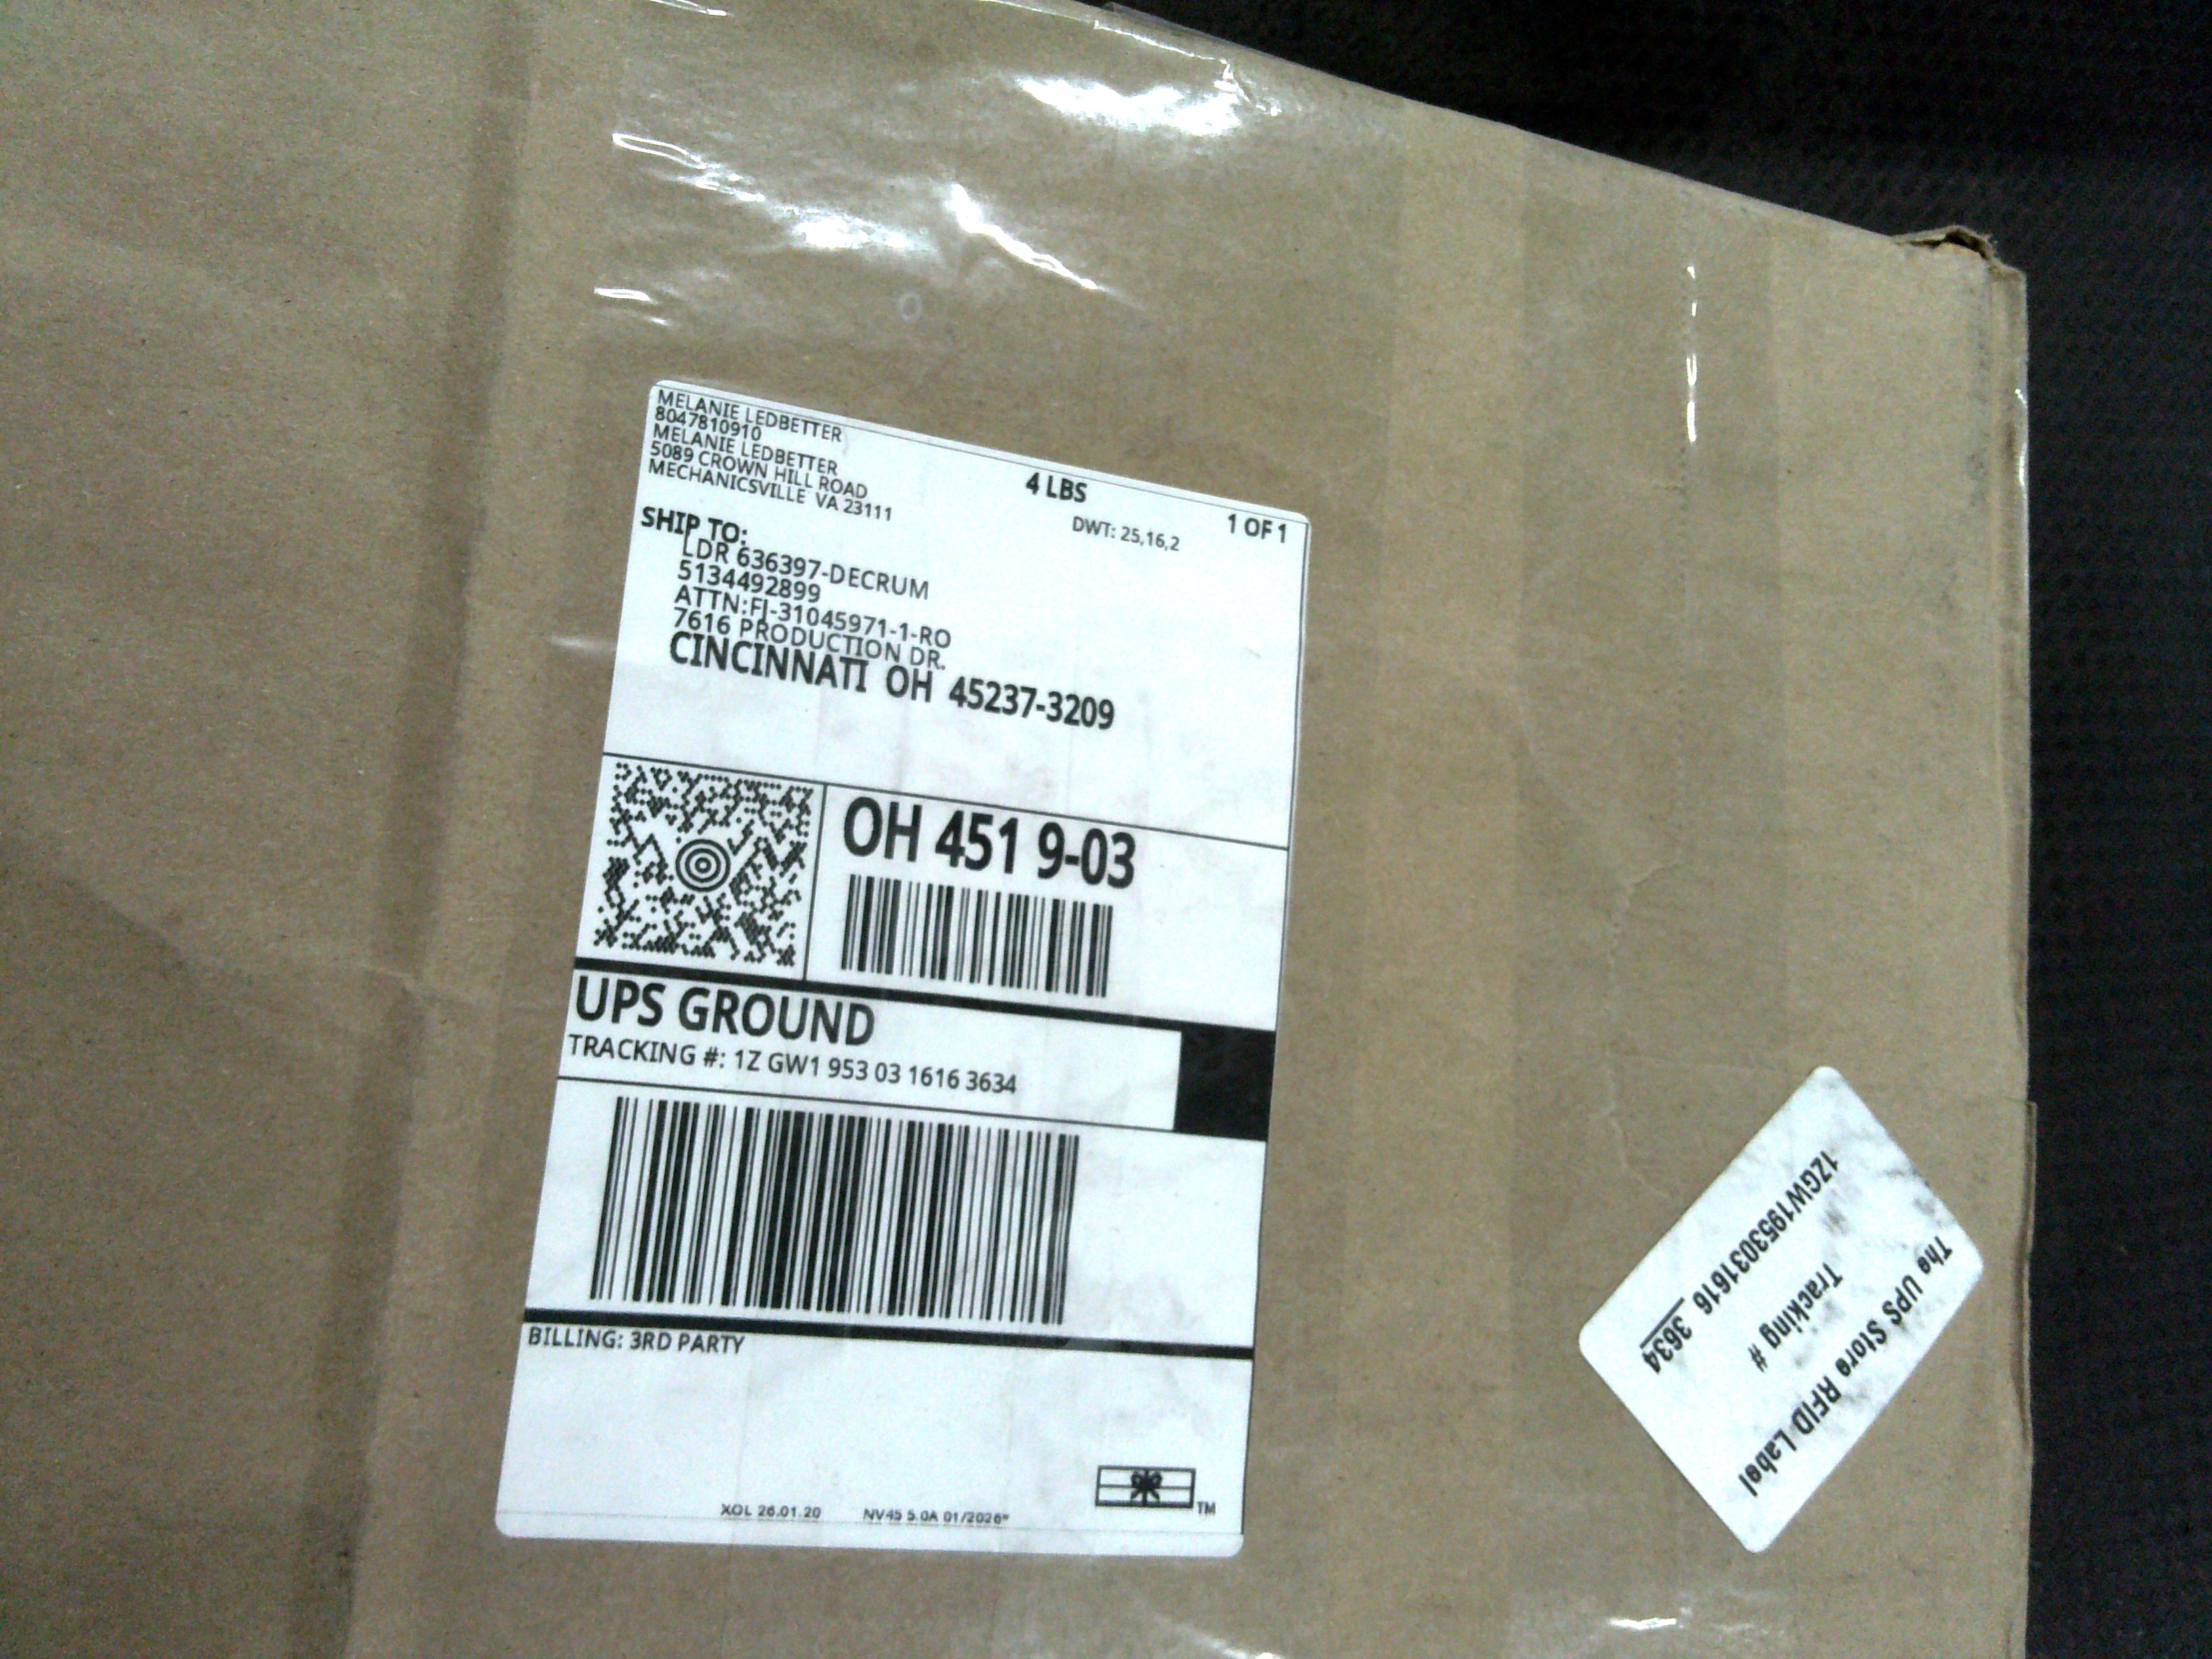 MELANIE LEDBETTER
8047810910
MELANIE LEDBETTER
5089 CROWN HILL ROAD
MECHANICSVILLE VA 23111
4 LBS
1 OF 1
DWT: 25,16,2
SHIP TO:
LDR 636397-DECRUM
5134492899
ATTN:FJ-31045971-1-RO
7616 PRODUCTION DR.
CINCINNATI OH 45237-3209
OH 451 9-03
UPS GROUND
TRACKING #: 1Z GW1 953 03 1616 3634
BILLING: 3RD PARTY
XOL 26.01.20 NV45 5.0A 01/2026*
TM
The UPS Store RFID Label
Tracking #
1ZGW1953031616 3634